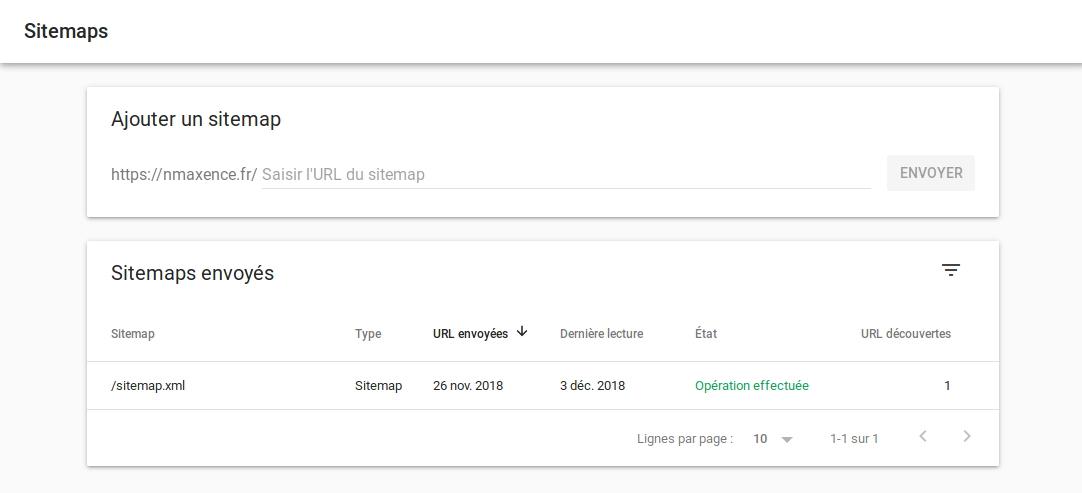 Sitemaps
Ajouter un sitemap
https://nmaxence.fr/ Saisir l'URL du sitemap ENVOYER
Sitemaps envoyés
Sitemap Type URL envoyées Dernière lecture État URL découvertes
/sitemap.xml Sitemap 26 nov. 2018 3 déc. 2018 Opération effectuée 1
Lignes par page : 10 1-1 sur 1